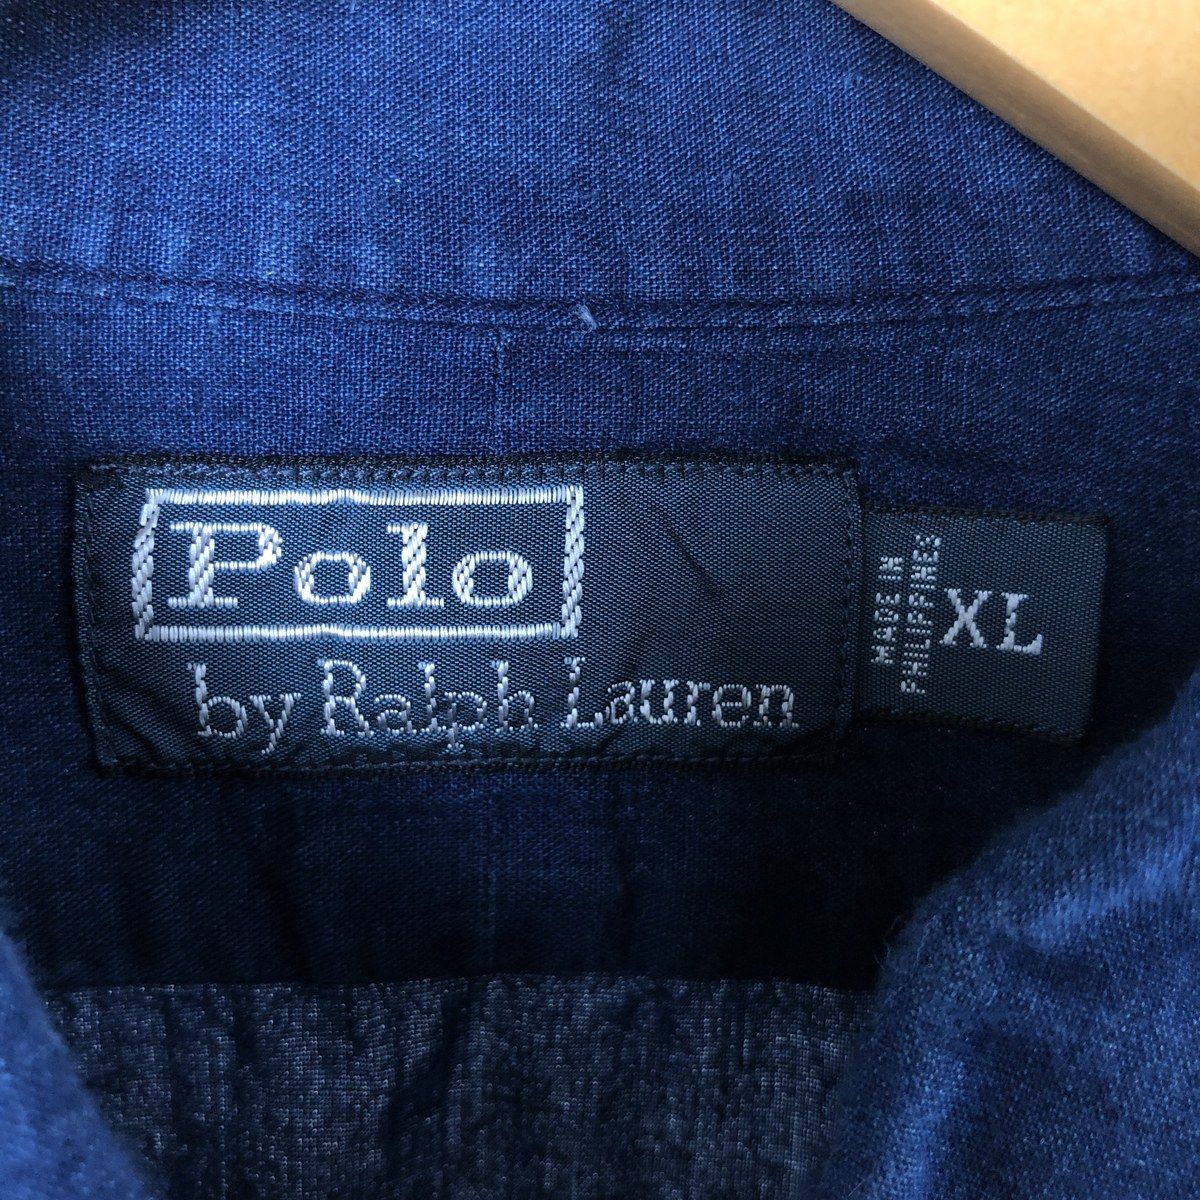 Polo
by Ralph Lauren
MADE IN
PHILIPPINES
XL